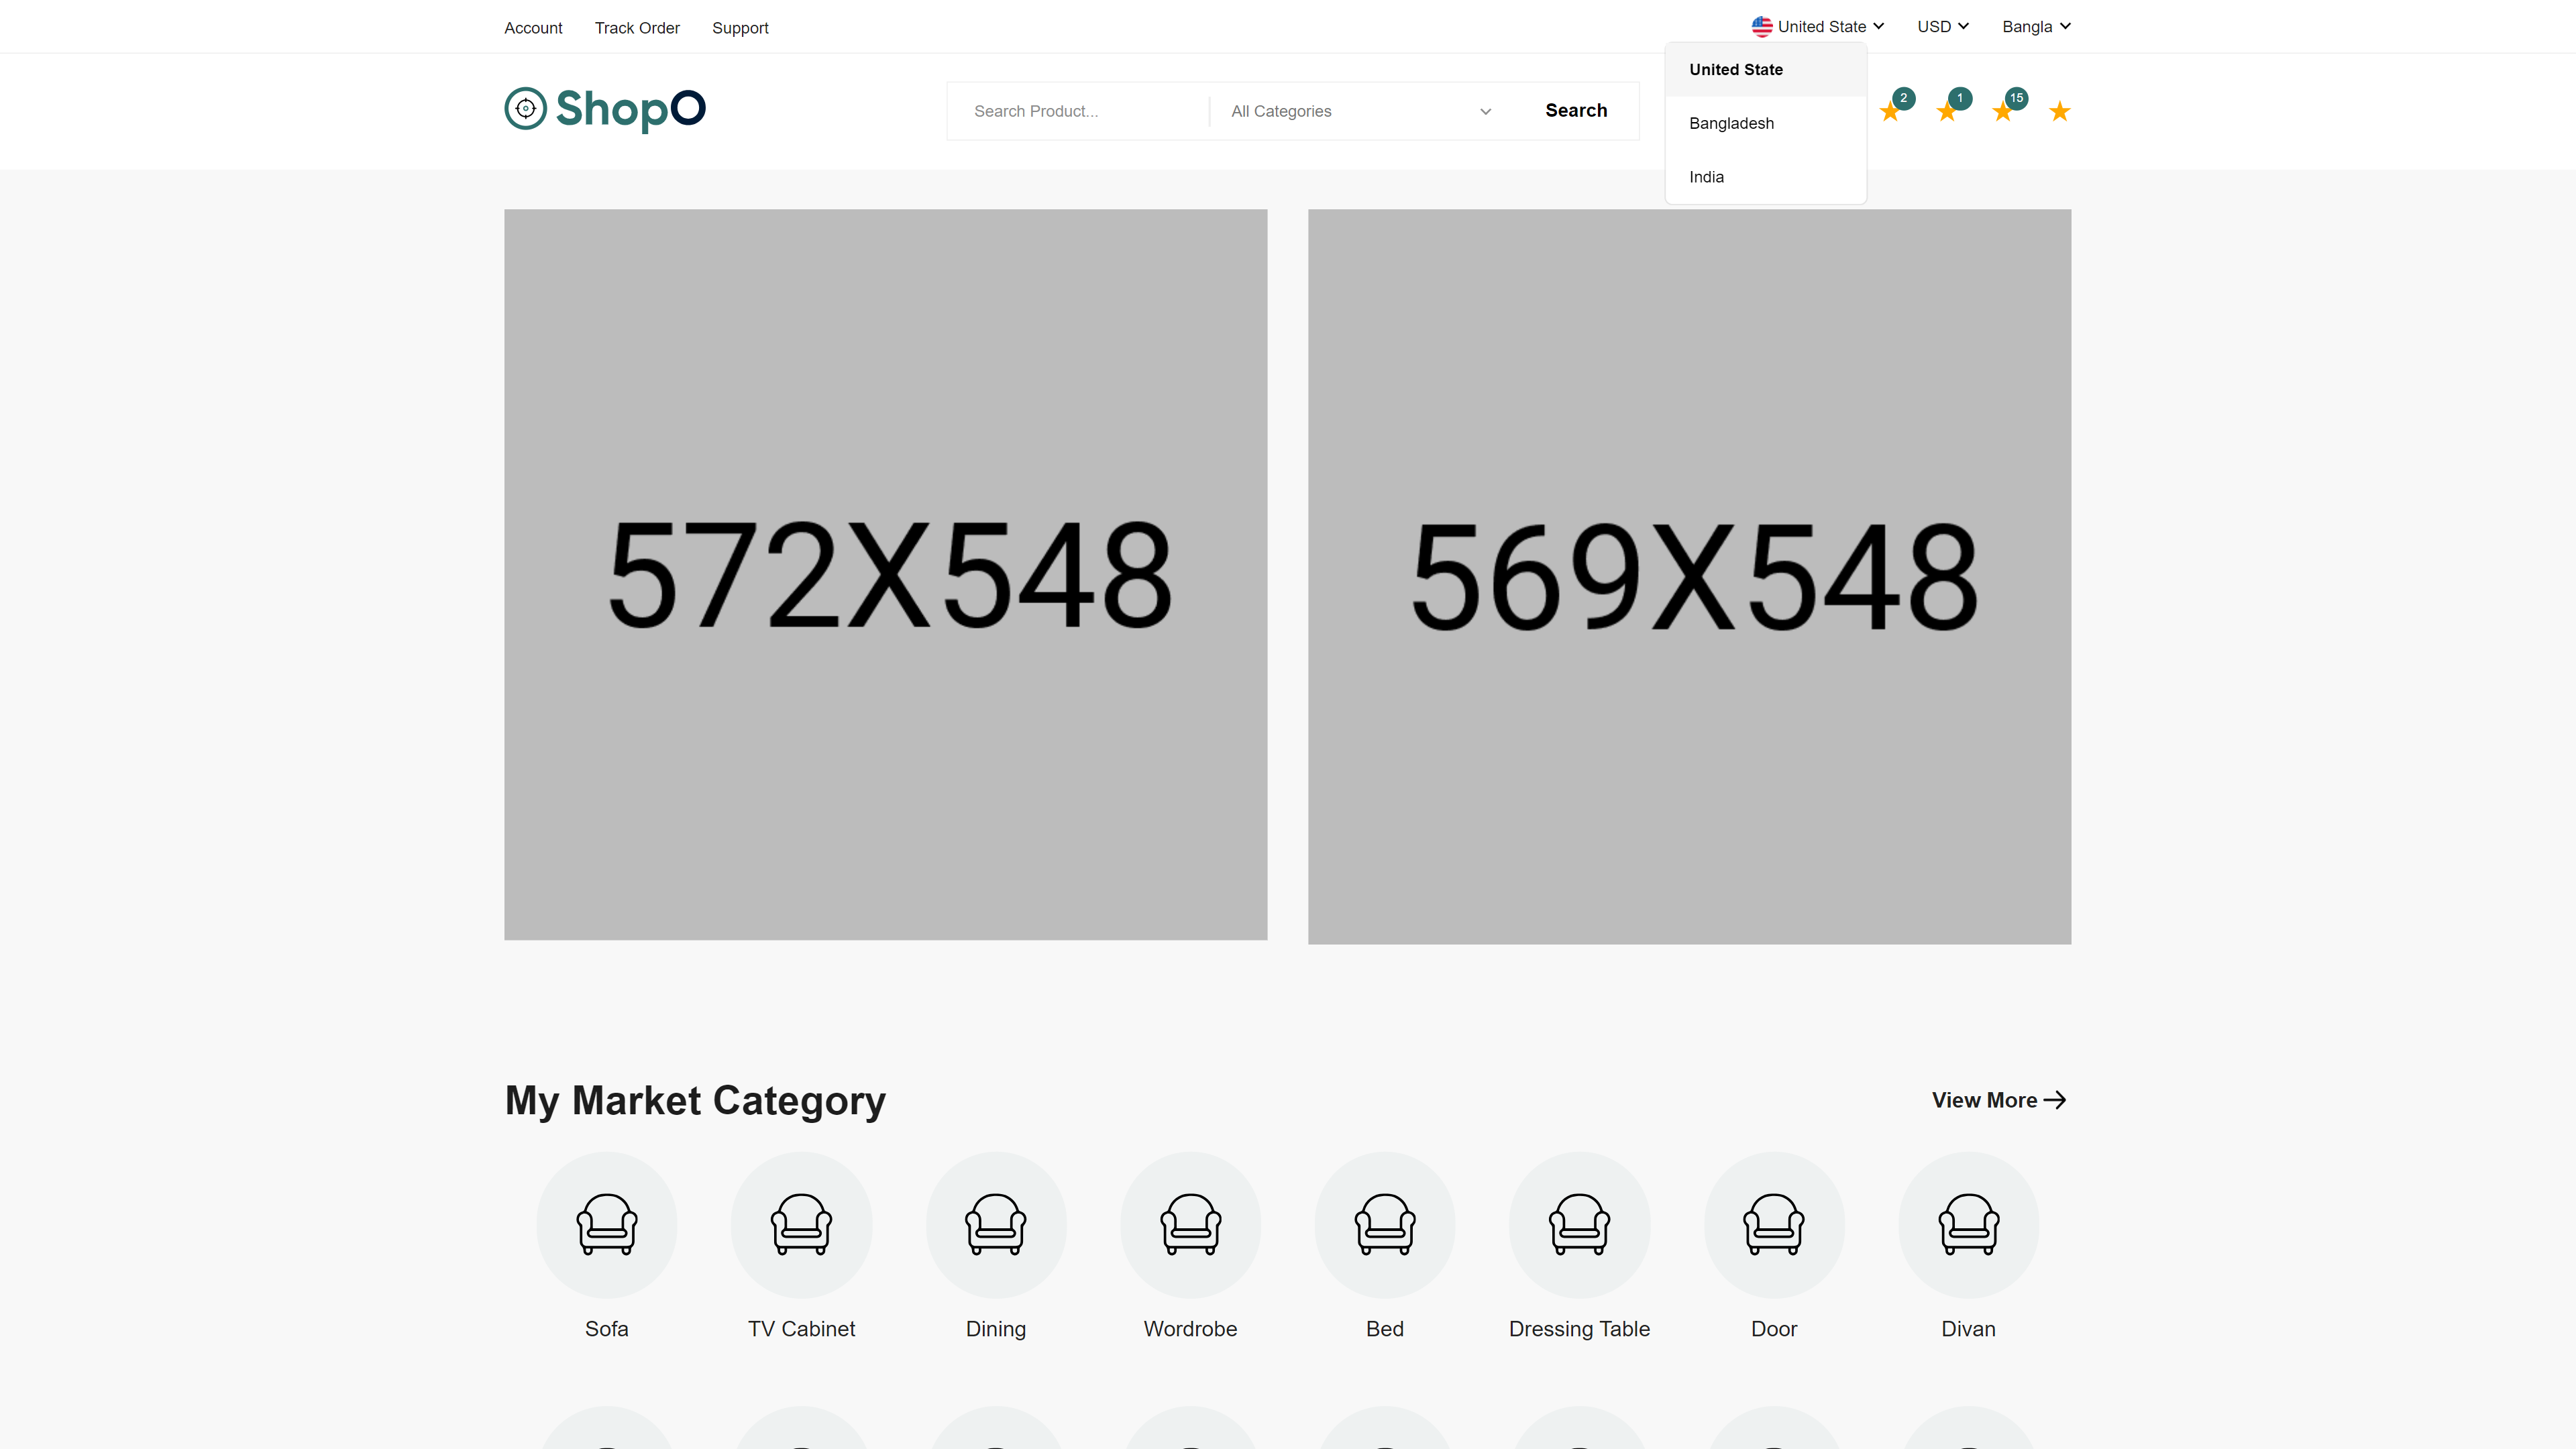 Account Track Order Support United State USD Bangla
ShopO Search Product... All Categories Search 2 1 15
United State
Bangladesh
India
572X548 569X548
My Market Category View More
Sofa TV Cabinet Dining Wordrobe Bed Dressing Table Door Divan